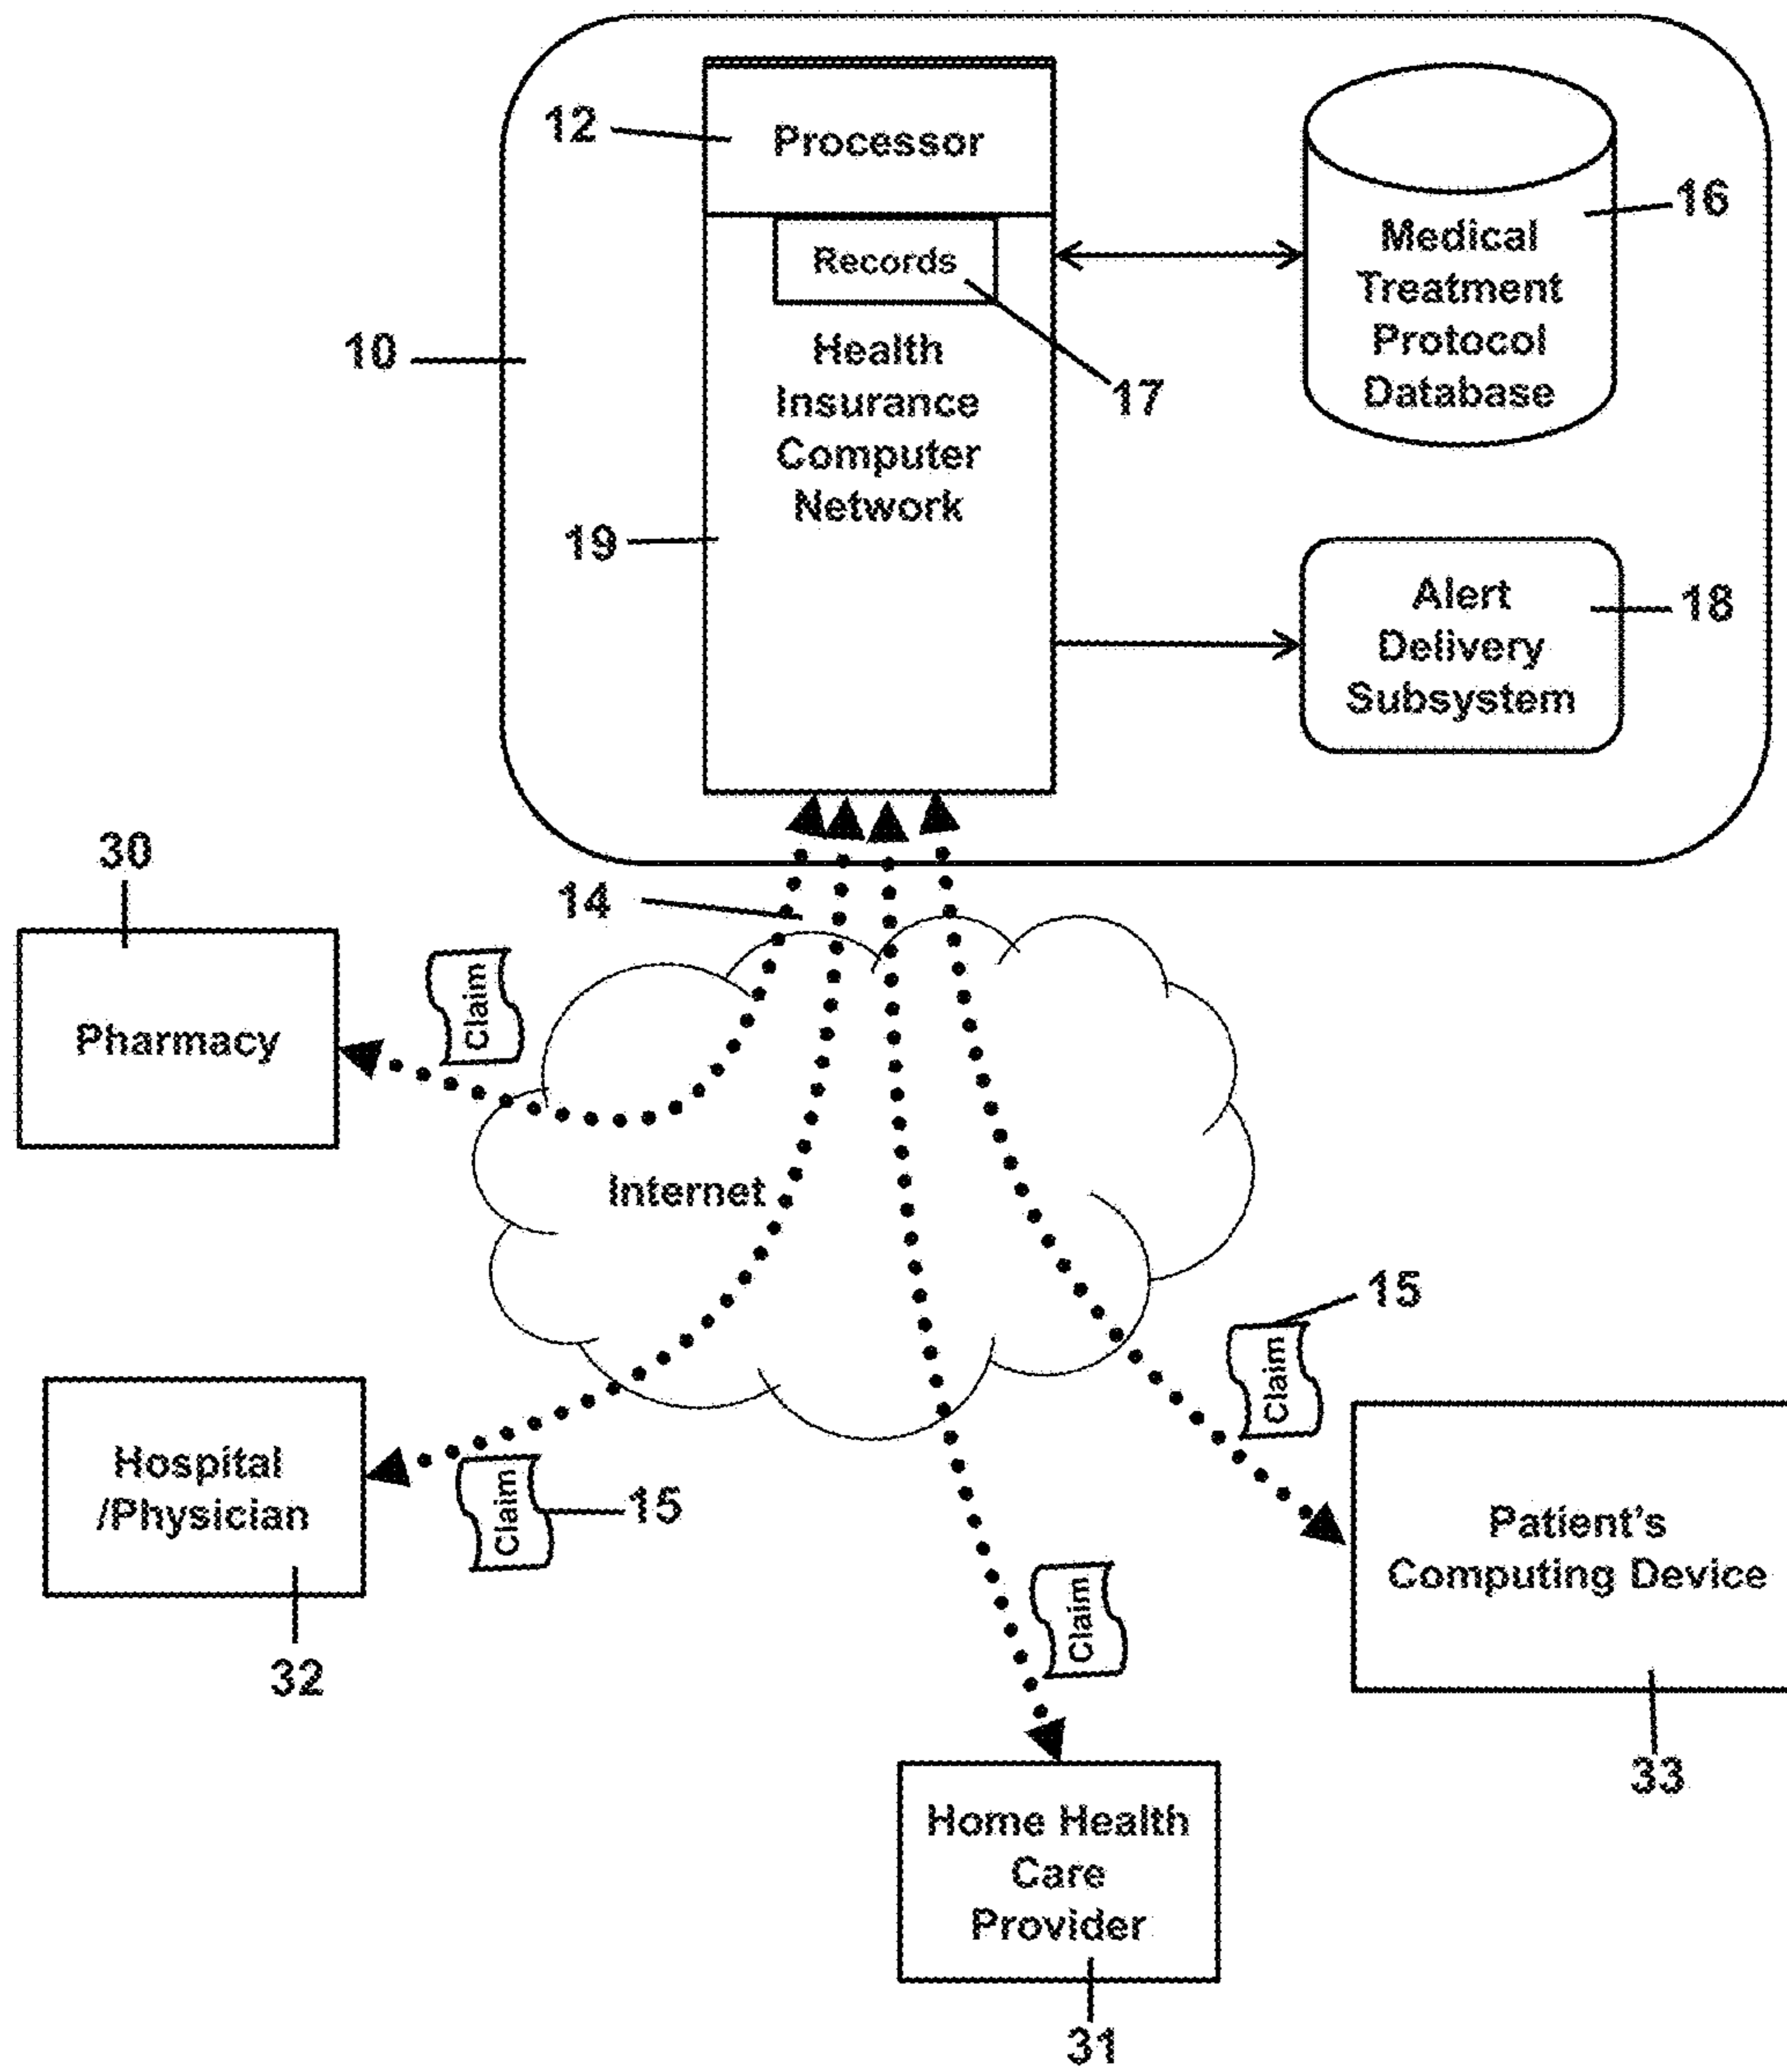 12
Processor
16
Medical
Treatment
Protocol
Database
Records
10
17
Health
Insurance
Computer
Network
19
Alert
Delivery
Subsystem
18
30
14
Pharmacy
Claim
Internet
15
Claim
Hospital
/Physician
Claim
15
32
Patient's
Computing Device
33
Claim
Home Health
Care
Provider
31